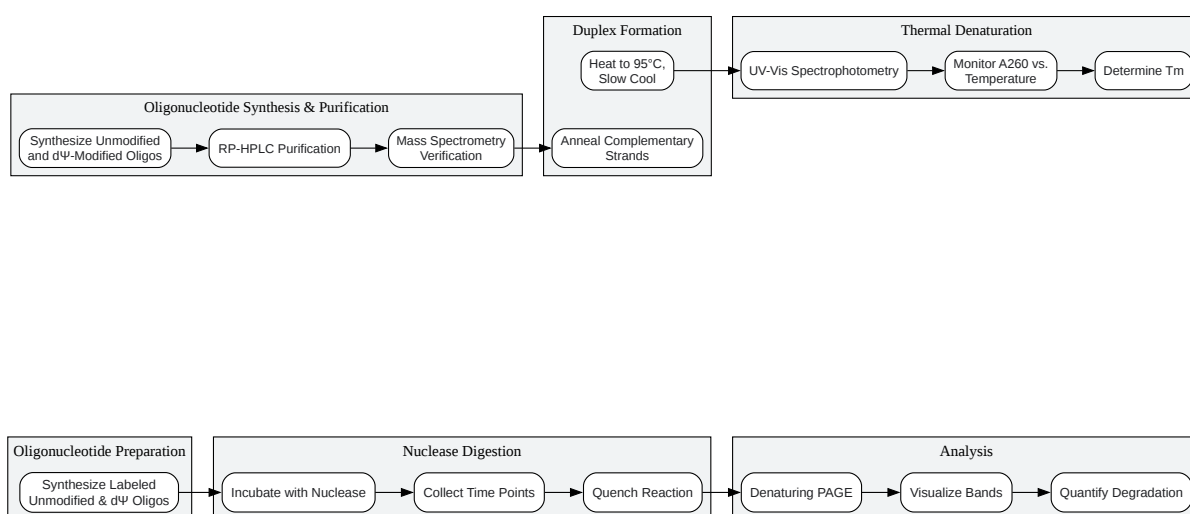 Oligonucleotide Synthesis & Purification
Synthesize Unmodified
and dΨ-Modified Oligos
RP-HPLC Purification
Mass Spectrometry
Verification
Duplex Formation
Heat to 95°C,
Slow Cool
Anneal Complementary
Strands
Thermal Denaturation
UV-Vis Spectrophotometry
Monitor A260 vs.
Temperature
Determine Tm
Oligonucleotide Preparation
Synthesize Labeled
Unmodified & dΨ Oligos
Nuclease Digestion
Incubate with Nuclease
Collect Time Points
Quench Reaction
Analysis
Denaturing PAGE
Visualize Bands
Quantify Degradation